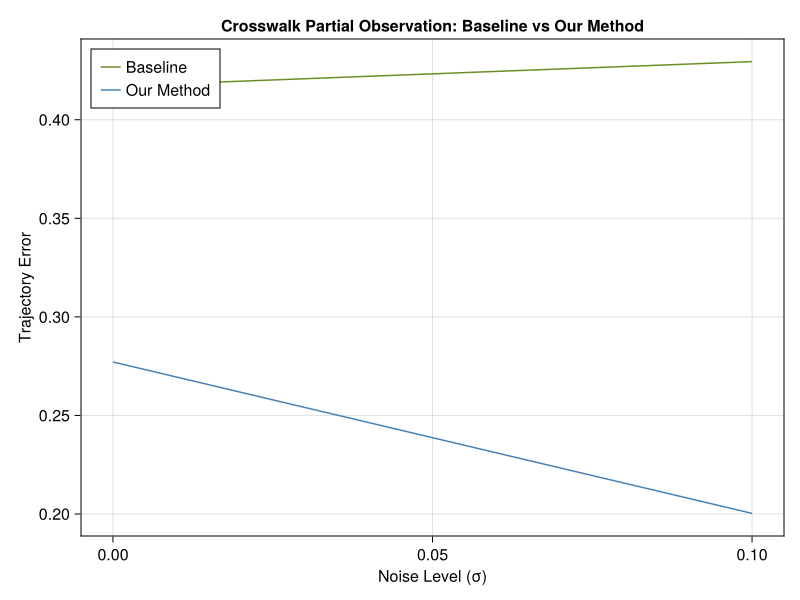 Crosswalk Partial Observation: Baseline vs Our Method
Baseline
Our Method
0.40
0.35
0.30
0.25
0.20
Trajectory Error
0.00
0.05
0.10
Noise Level (σ)